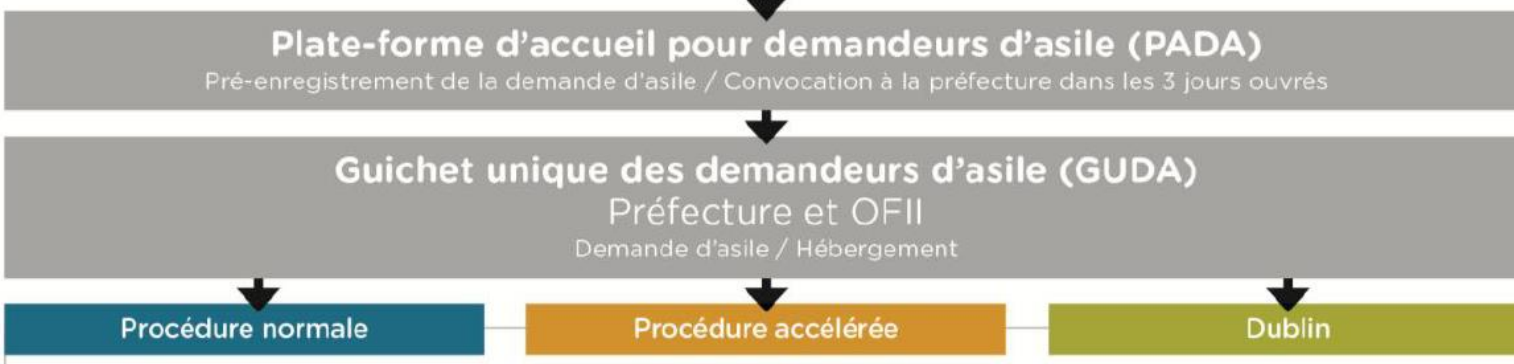 Plate-forme d'accueil pour demandeurs d'asile (PADA)
Pré-enregistrement de la demande d'asile / Convocation à la préfecture dans les 3 jours ouvrés
Guichet unique des demandeurs d'asile (GUDA)
Préfecture et OFII
Demande d'asile / Hébergement
Procédure normale
Procédure accélérée
Dublin